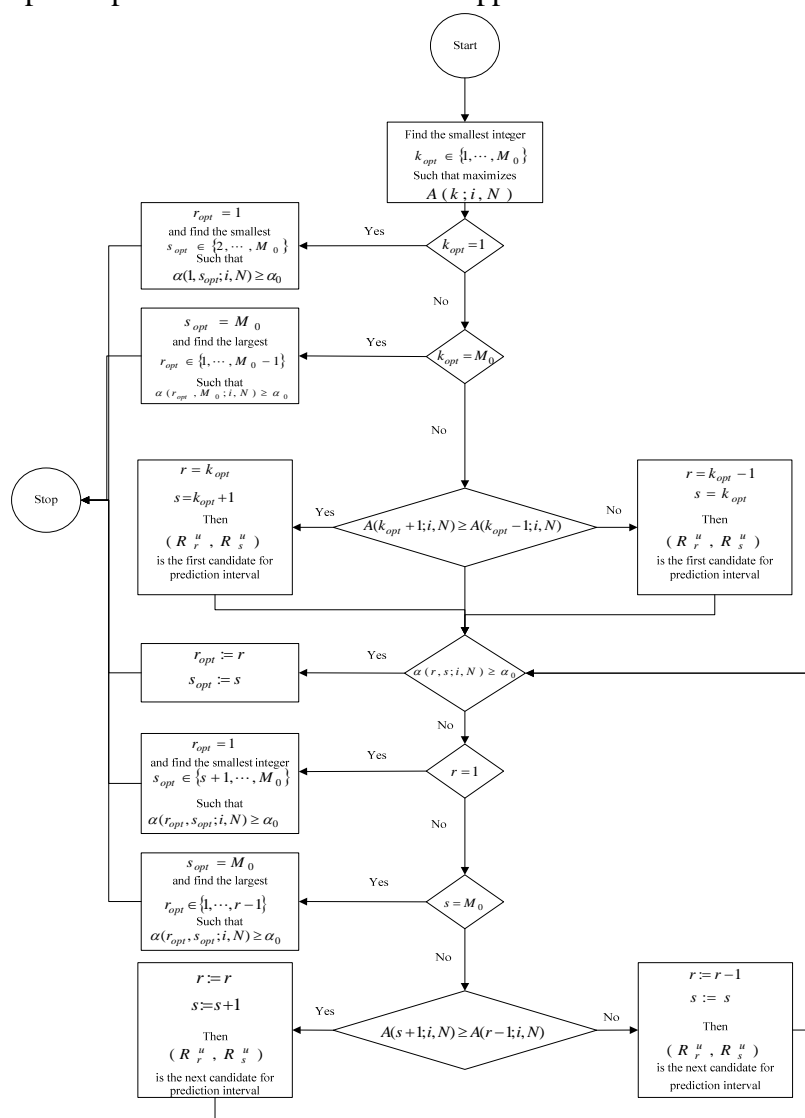 Start
Find the smallest integer
k_opt ∈ {1,⋯,M_0}
Such that maximizes
A(k;i,N)
r_opt = 1
and find the smallest
s_opt ∈ {2,⋯,M_0}
Such that
α(1,s_opt;i,N) ≥ α_0
Yes
k_opt = 1
No
s_opt = M_0
and find the largest
r_opt ∈ {1,⋯,M_0 − 1}
Such that
α(r_opt,M_0;i,N) ≥ α_0
Yes
k_opt = M_0
No
Stop
r = k_opt
s = k_opt + 1
Then
(R_r^u, R_s^u)
is the first candidate for
prediction interval
Yes
A(k_opt + 1;i,N) ≥ A(k_opt − 1;i,N)
No
r = k_opt − 1
s = k_opt
Then
(R_r^u, R_s^u)
is the first candidate for
prediction interval
r_opt := r
s_opt := s
Yes
α(r,s;i,N) ≥ α_0
No
r_opt = 1
and find the smallest integer
s_opt ∈ {s+1,⋯,M_0}
Such that
α(r_opt,s_opt;i,N) ≥ α_0
Yes
r = 1
No
s_opt = M_0
and find the largest
r_opt ∈ {1,⋯,r−1}
Such that
α(r_opt,s_opt;i,N) ≥ α_0
Yes
s = M_0
No
r := r
s := s+1
Then
(R_r^u, R_s^u)
is the next candidate for
prediction interval
Yes
A(s+1;i,N) ≥ A(r−1;i,N)
No
r := r−1
s := s
Then
(R_r^u, R_s^u)
is the next candidate for
prediction interval